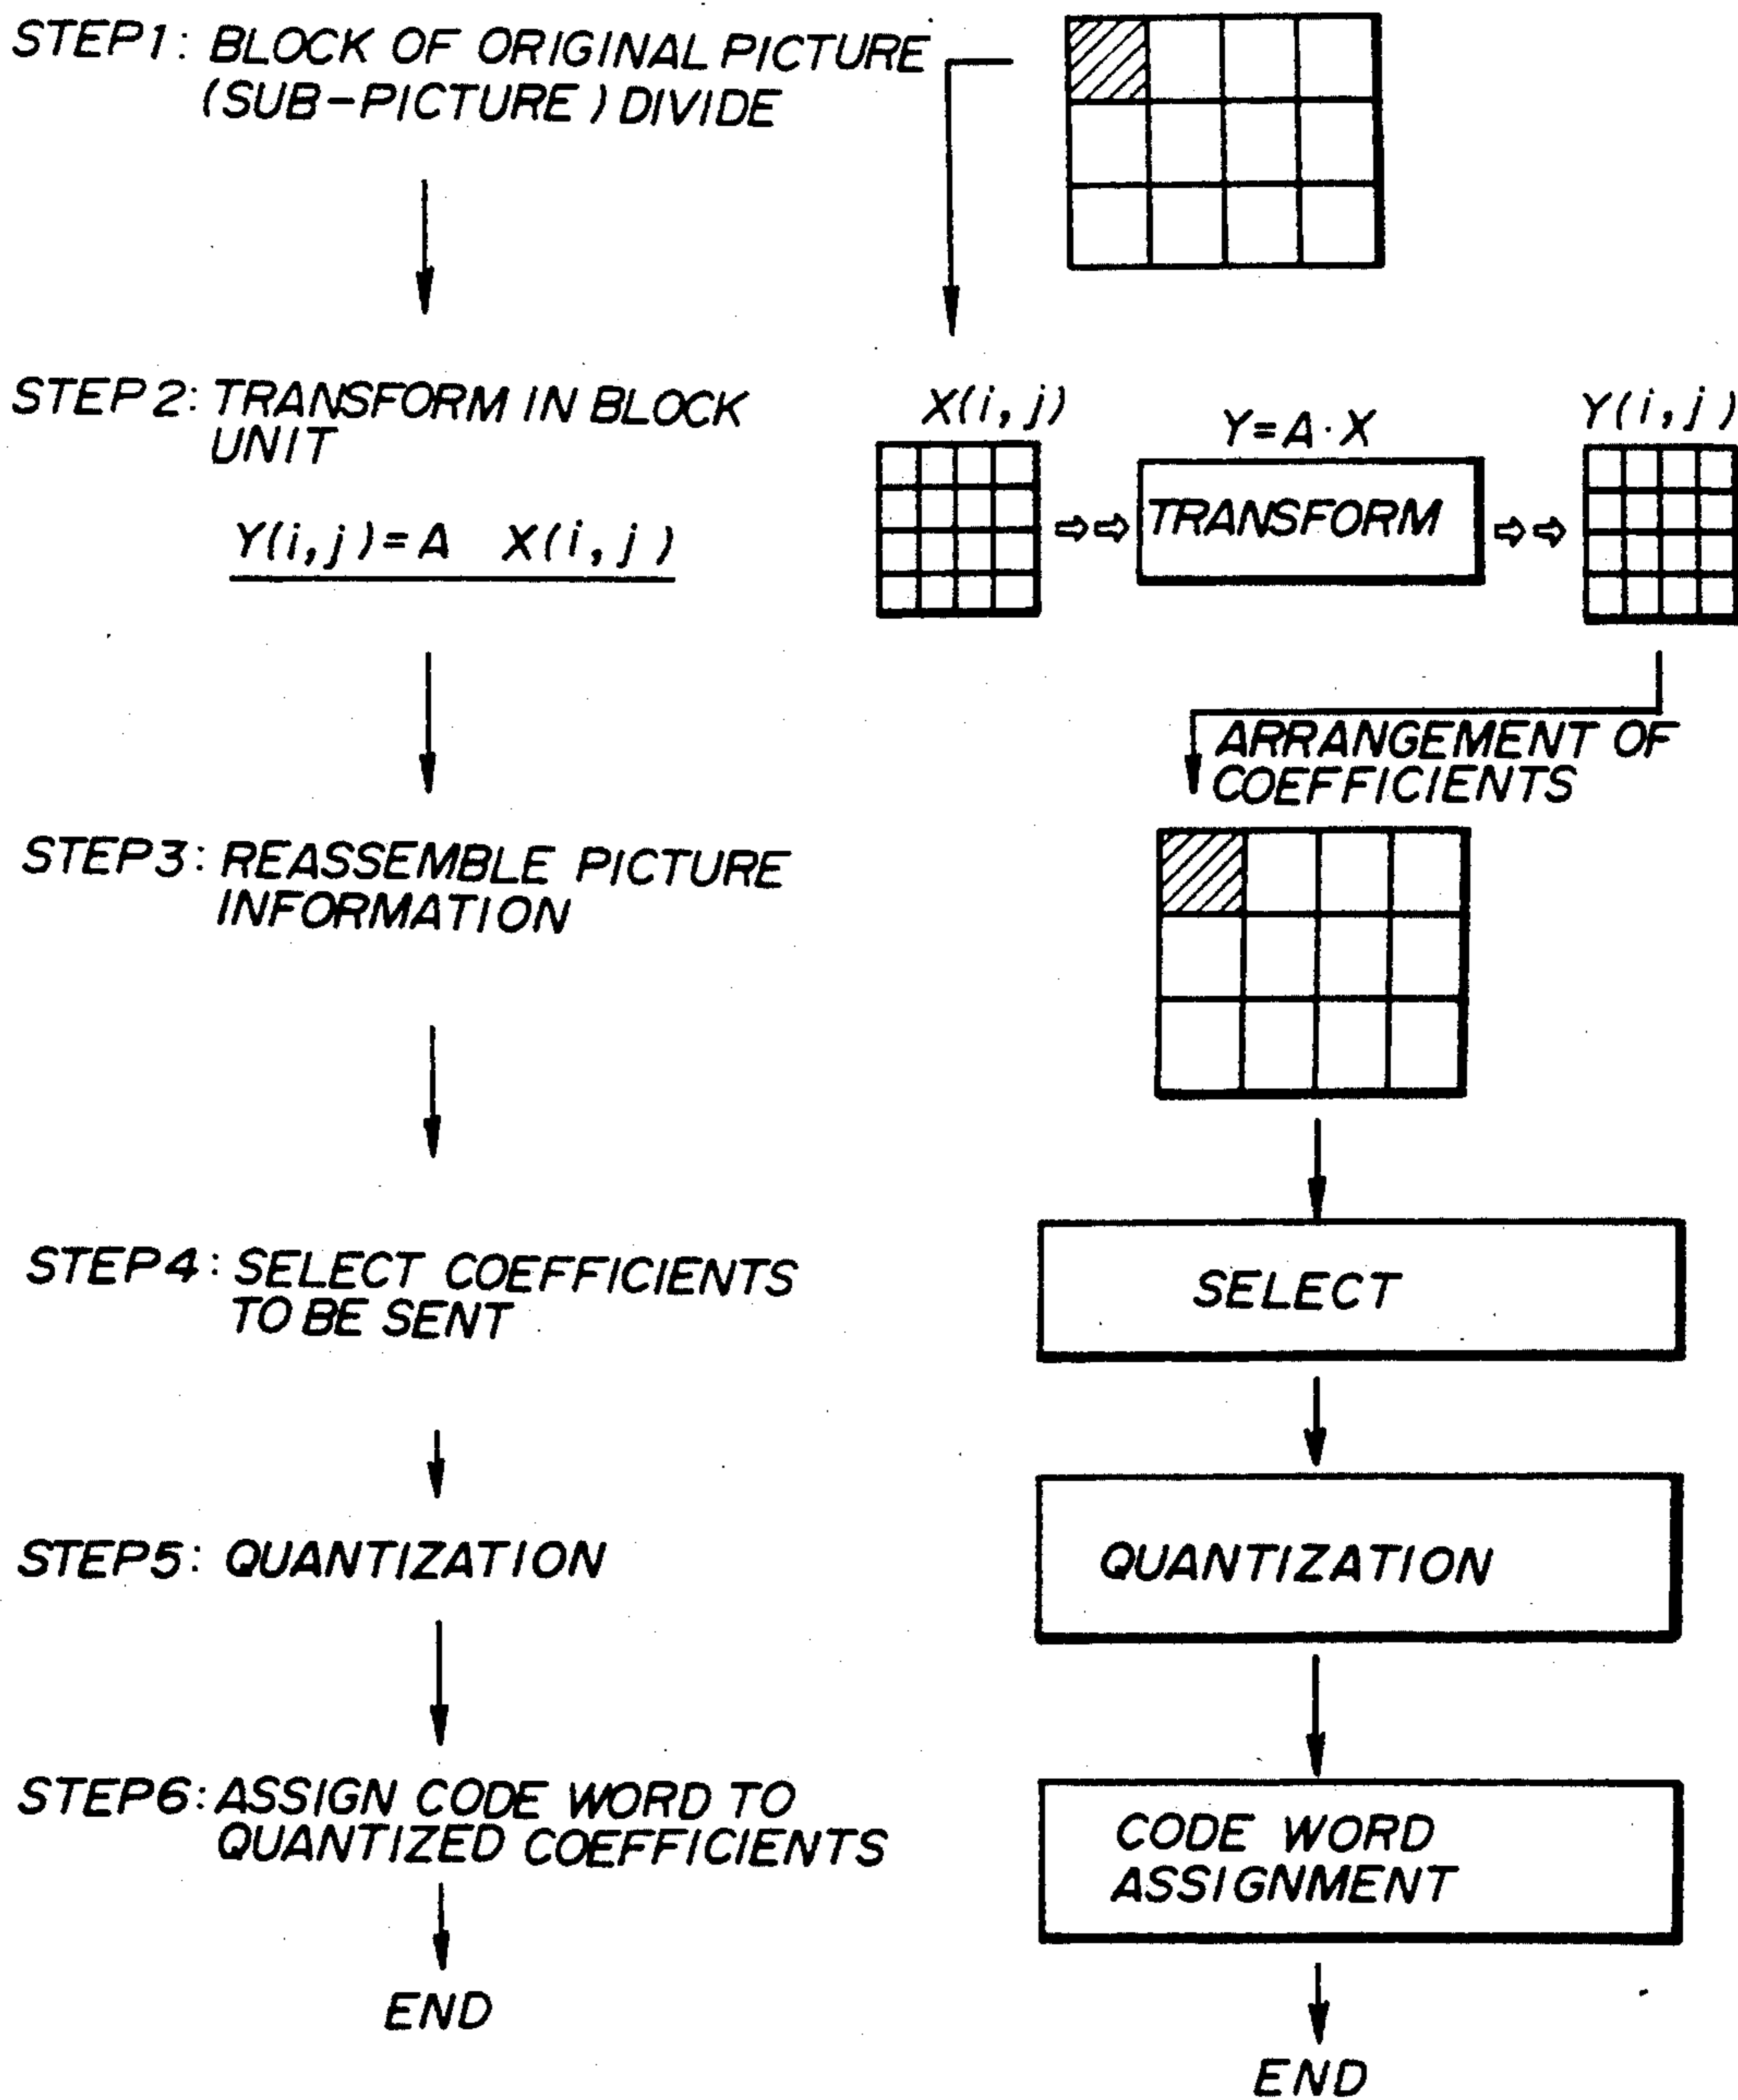 STEP1: BLOCK OF ORIGINAL PICTURE
(SUB-PICTURE) DIVIDE
STEP2: TRANSFORM IN BLOCK
UNIT
Y(i,j)=A X(i,j)
X(i,j)
Y=A·X
Y(i,j)
TRANSFORM
ARRANGEMENT OF
COEFFICIENTS
STEP3: REASSEMBLE PICTURE
INFORMATION
STEP4: SELECT COEFFICIENTS
TO BE SENT
SELECT
STEP5: QUANTIZATION
QUANTIZATION
STEP6: ASSIGN CODE WORD TO
QUANTIZED COEFFICIENTS
CODE WORD
ASSIGNMENT
END
END